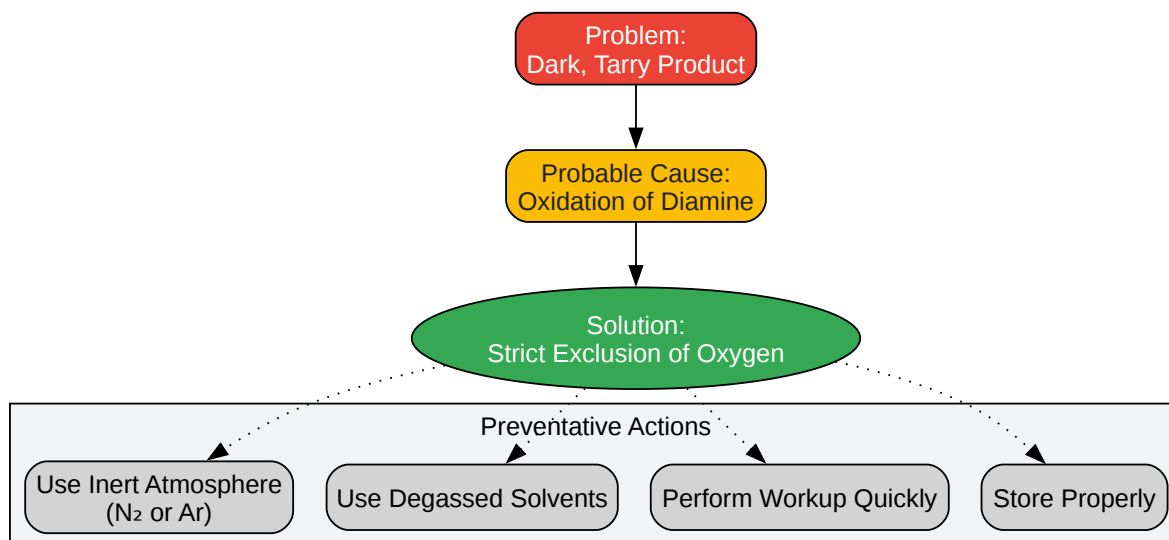 Problem:
Dark, Tarry Product
Probable Cause:
Oxidation of Diamine
Solution:
Strict Exclusion of Oxygen
Preventative Actions
Use Inert Atmosphere
(N₂ or Ar)
Use Degassed Solvents
Perform Workup Quickly
Store Properly